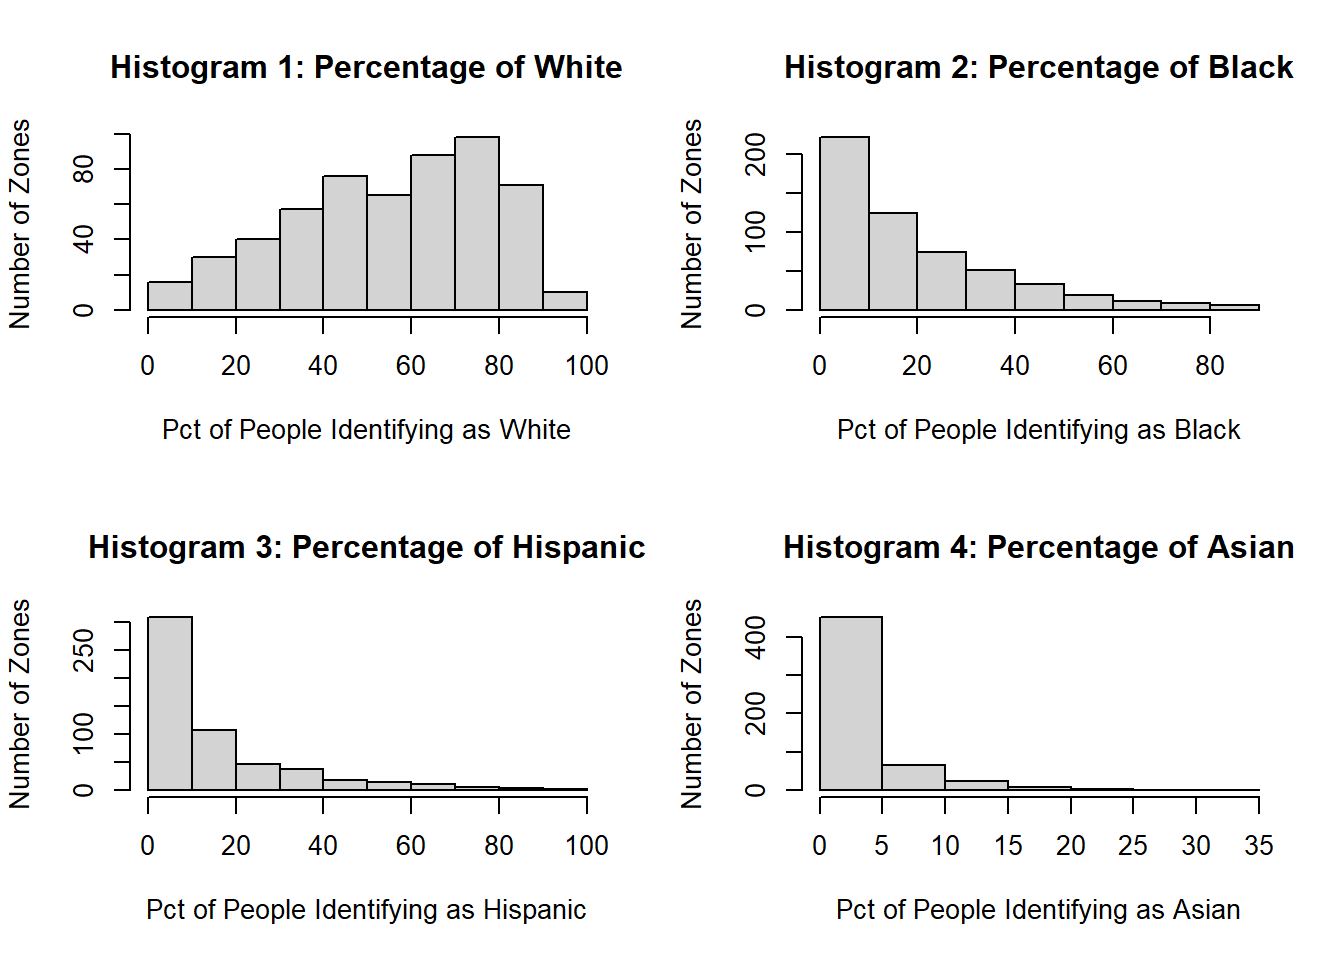 Histogram 1: Percentage of White
Number of Zones
0 40 80
0 20 40 60 80 100
Pct of People Identifying as White
Histogram 2: Percentage of Black
Number of Zones
0 100 200
0 20 40 60 80
Pct of People Identifying as Black
Histogram 3: Percentage of Hispanic
Number of Zones
0 100 250
0 20 40 60 80 100
Pct of People Identifying as Hispanic
Histogram 4: Percentage of Asian
Number of Zones
0 200 400
0 5 10 15 20 25 30 35
Pct of People Identifying as Asian